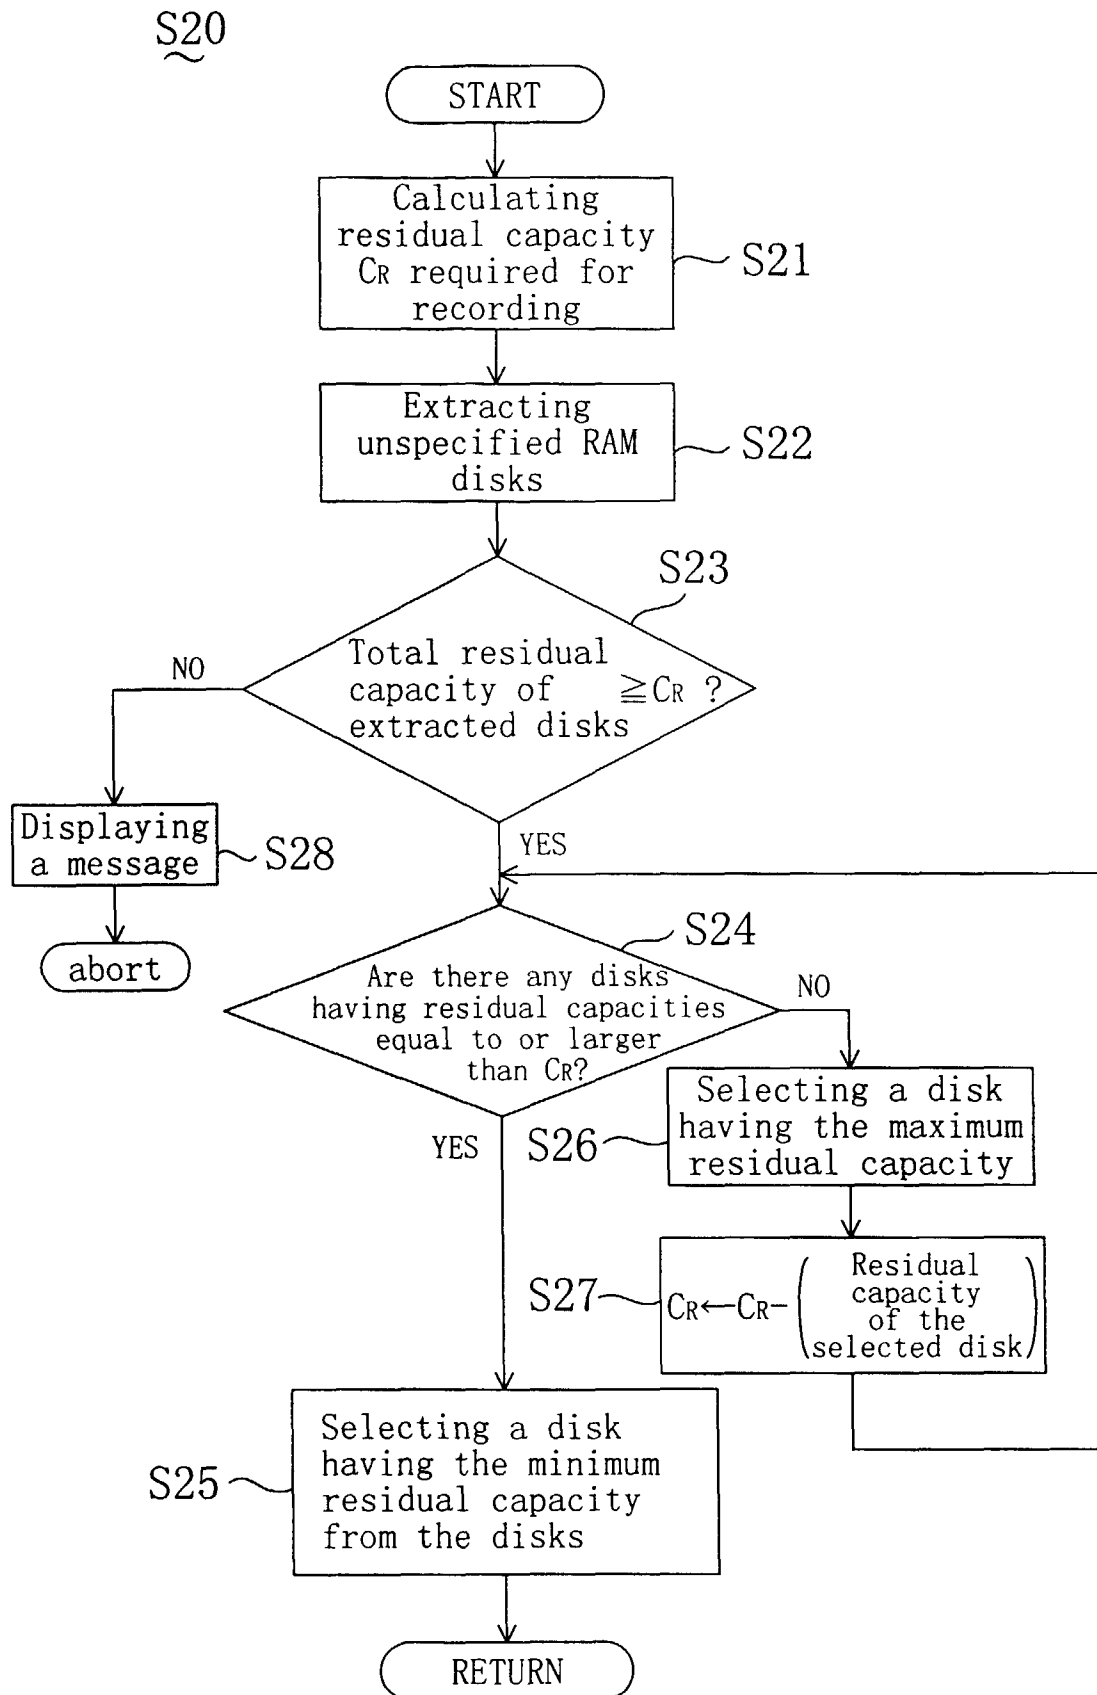 S20
START
Calculating
residual capacity
CR required for
recording
S21
Extracting
unspecified RAM
disks
S22
S23
Total residual
capacity of ≧CR ?
extracted disks
NO
YES
Displaying
a message
S28
abort
S24
Are there any disks
having residual capacities
equal to or larger
than CR?
NO
YES
Selecting a disk
having the maximum
residual capacity
S26
S27
CR←CR-(
Residual
capacity
of the
selected disk
)
Selecting a disk
having the minimum
residual capacity
from the disks
S25
RETURN